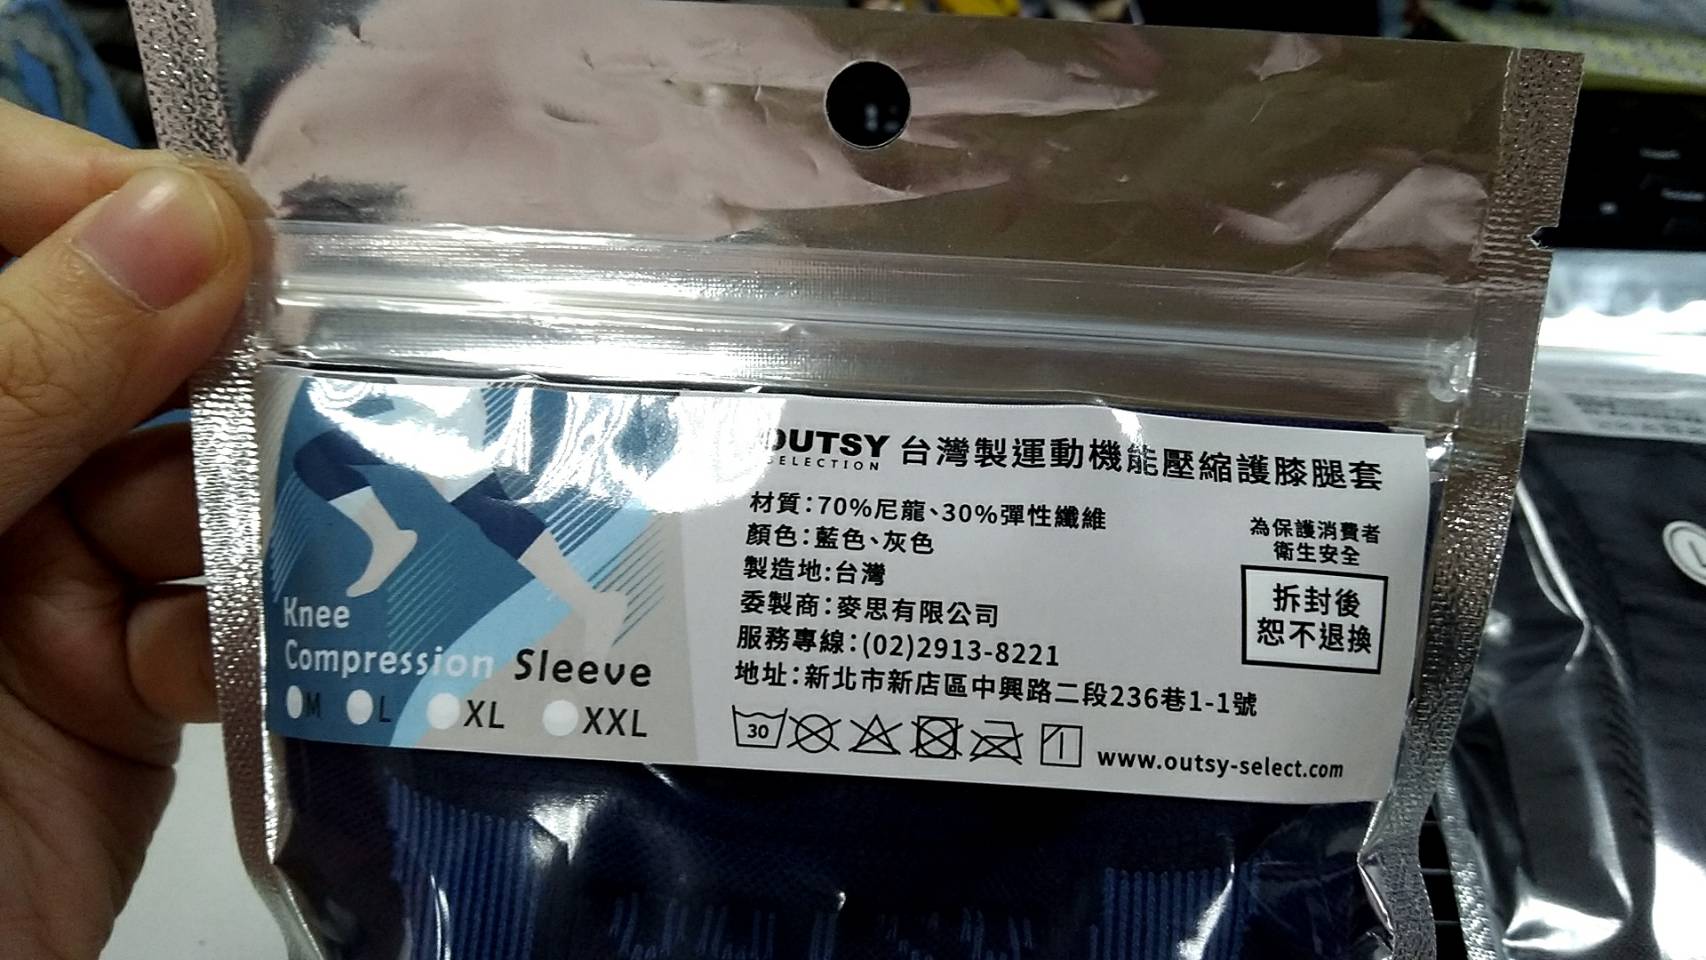 OUTSY 台灣製運動機能壓縮護膝腿套
SELECTION
材質:70%尼龍、30%彈性纖維
顏色:藍色、灰色
製造地:台灣
委製商:麥思有限公司
服務專線:(02)2913-8221
地址:新北市新店區中興路二段236巷1-1號
30
www.outsy-select.com
為保護消費者
衛生安全
拆封後
恕不退換
Knee
Compression Sleeve
M L XL XXL